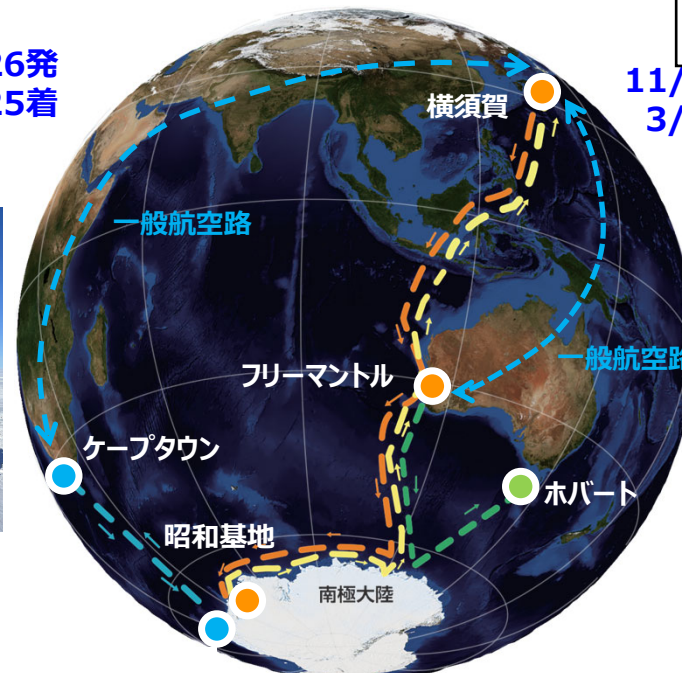 26発
25着
11/
3/
横須賀
一般航空路
一般航空路
フリーマントル
ケープタウン
ホバート
昭和基地
南極大陸